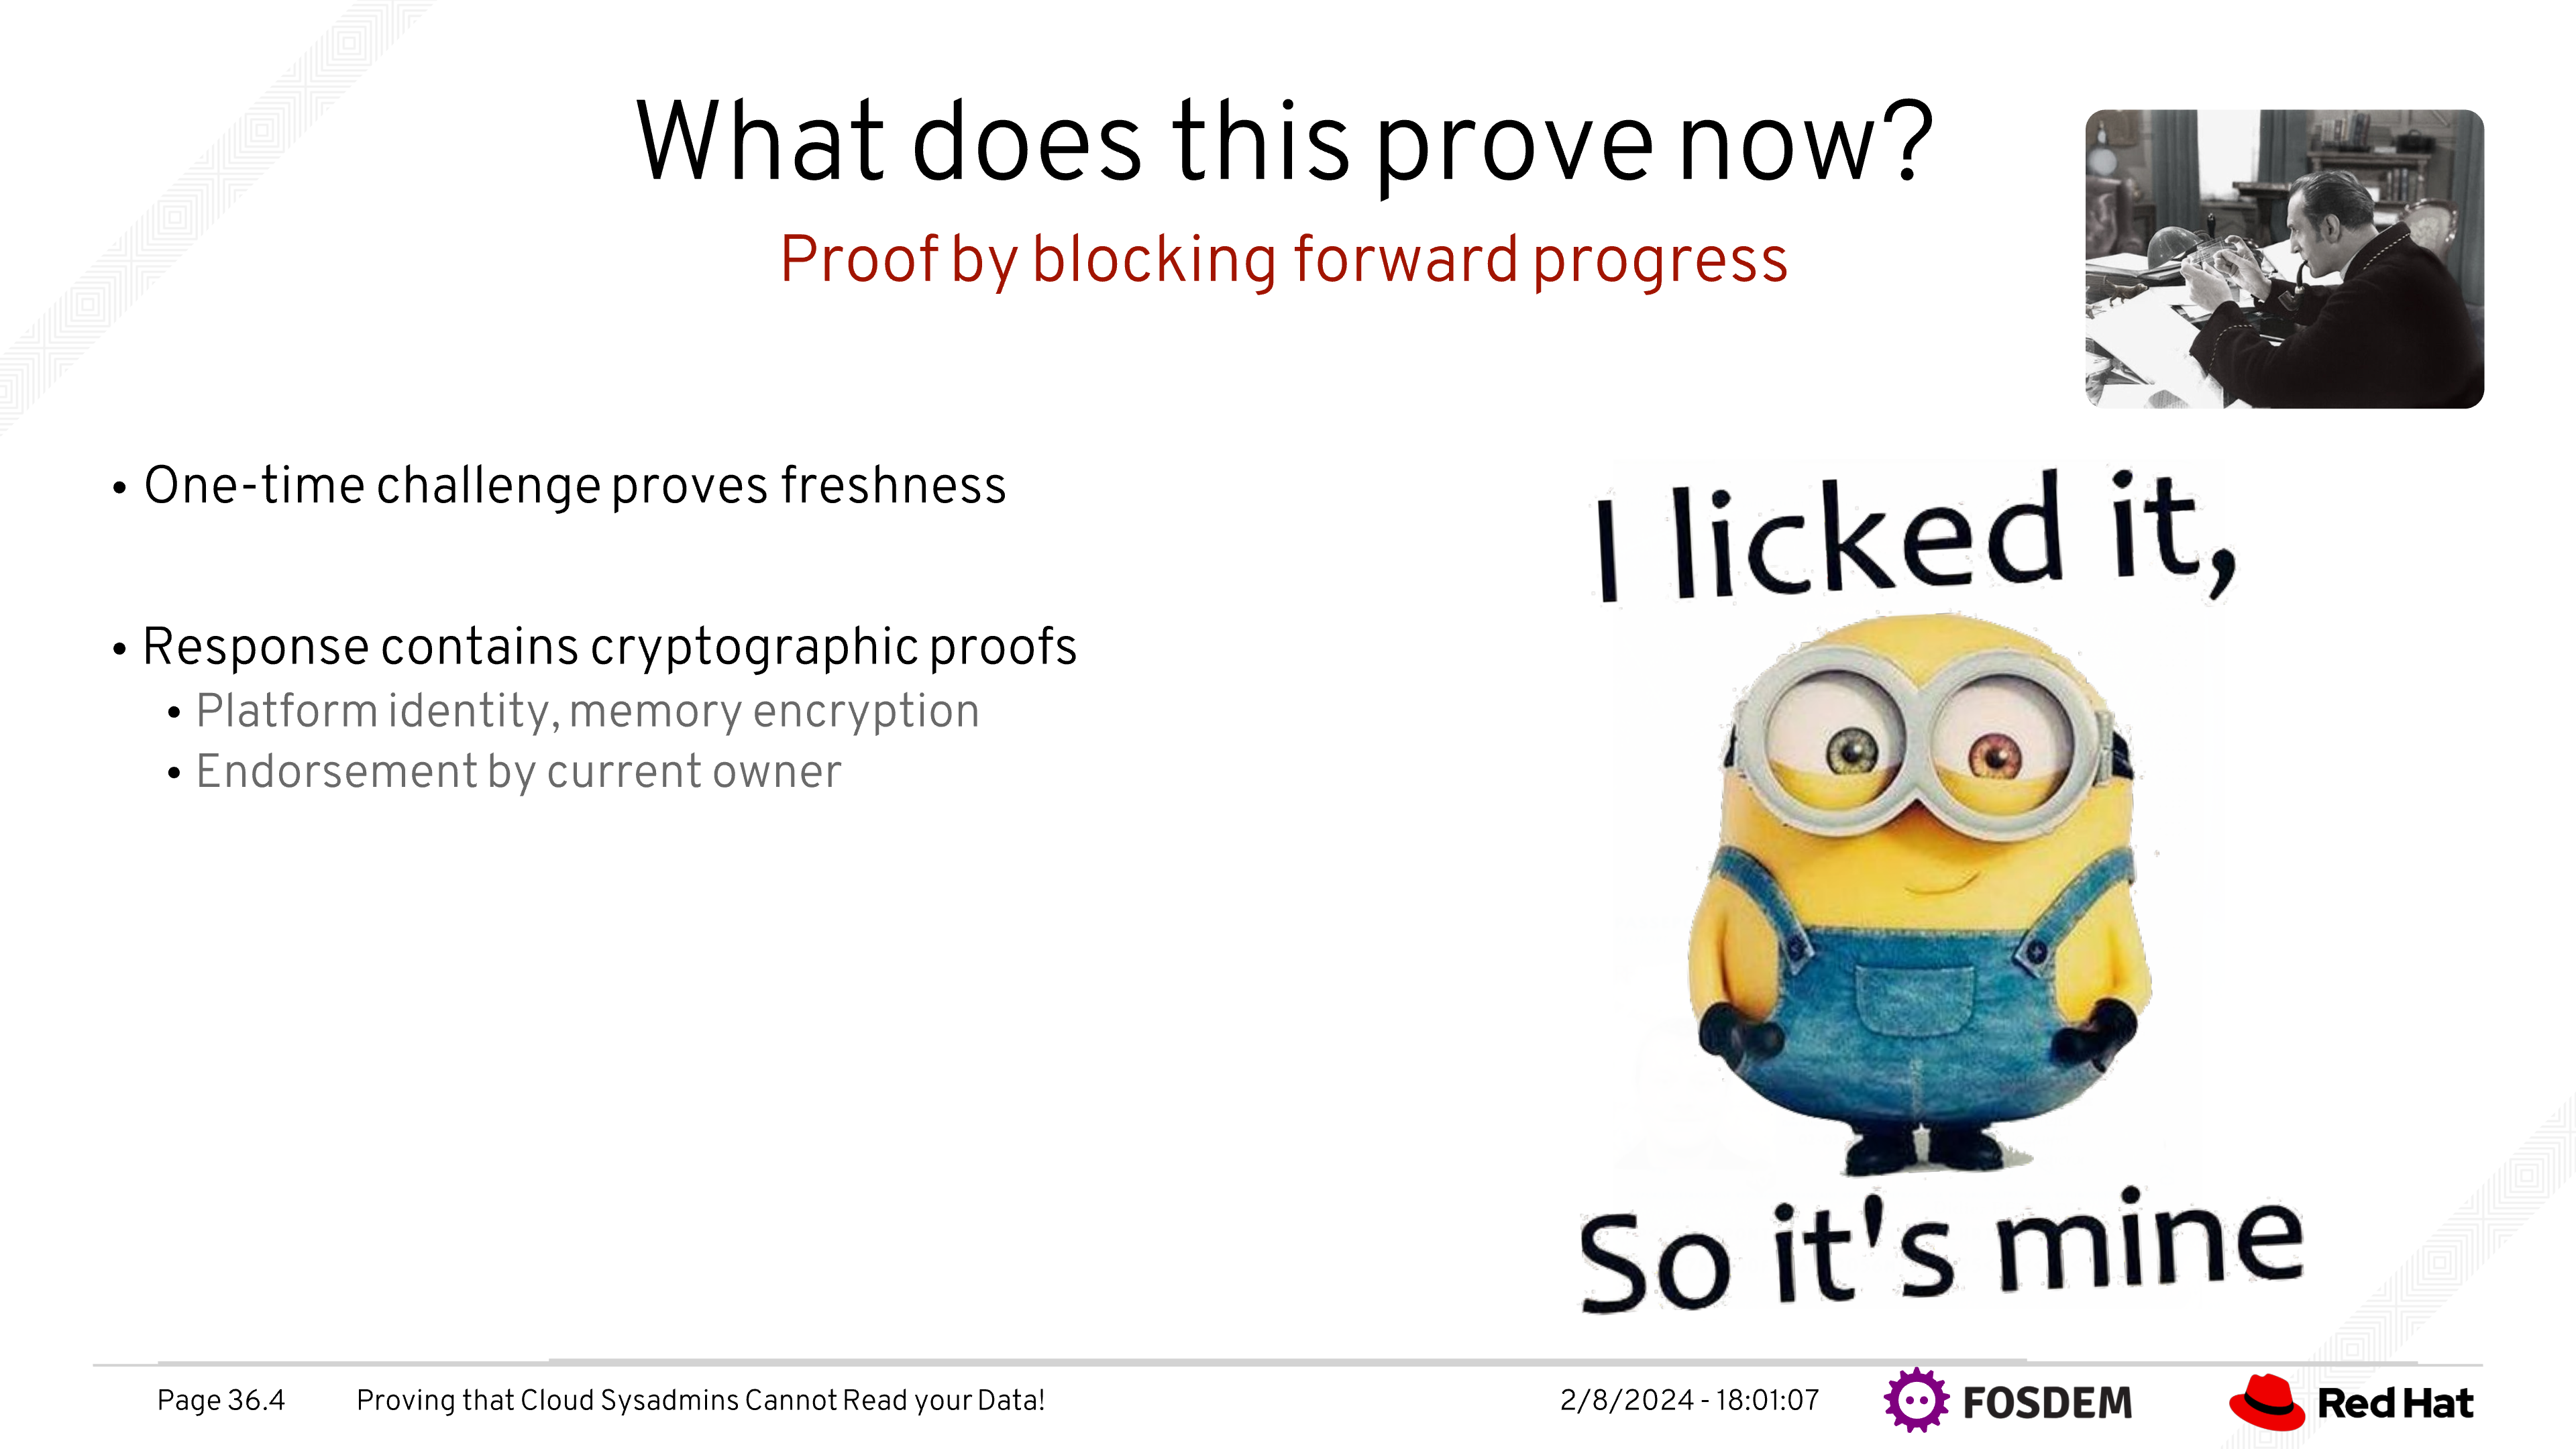 What does this prove now?
Proof by blocking forward progress
• One-time challenge proves freshness
• Response contains cryptographic proofs
• Platform identity, memory encryption
• Endorsement by current owner
I licked it,
So it's mine
Page 36.4 Proving that Cloud Sysadmins Cannot Read your Data! 2/8/2024 - 18:01:07 FOSDEM Red Hat